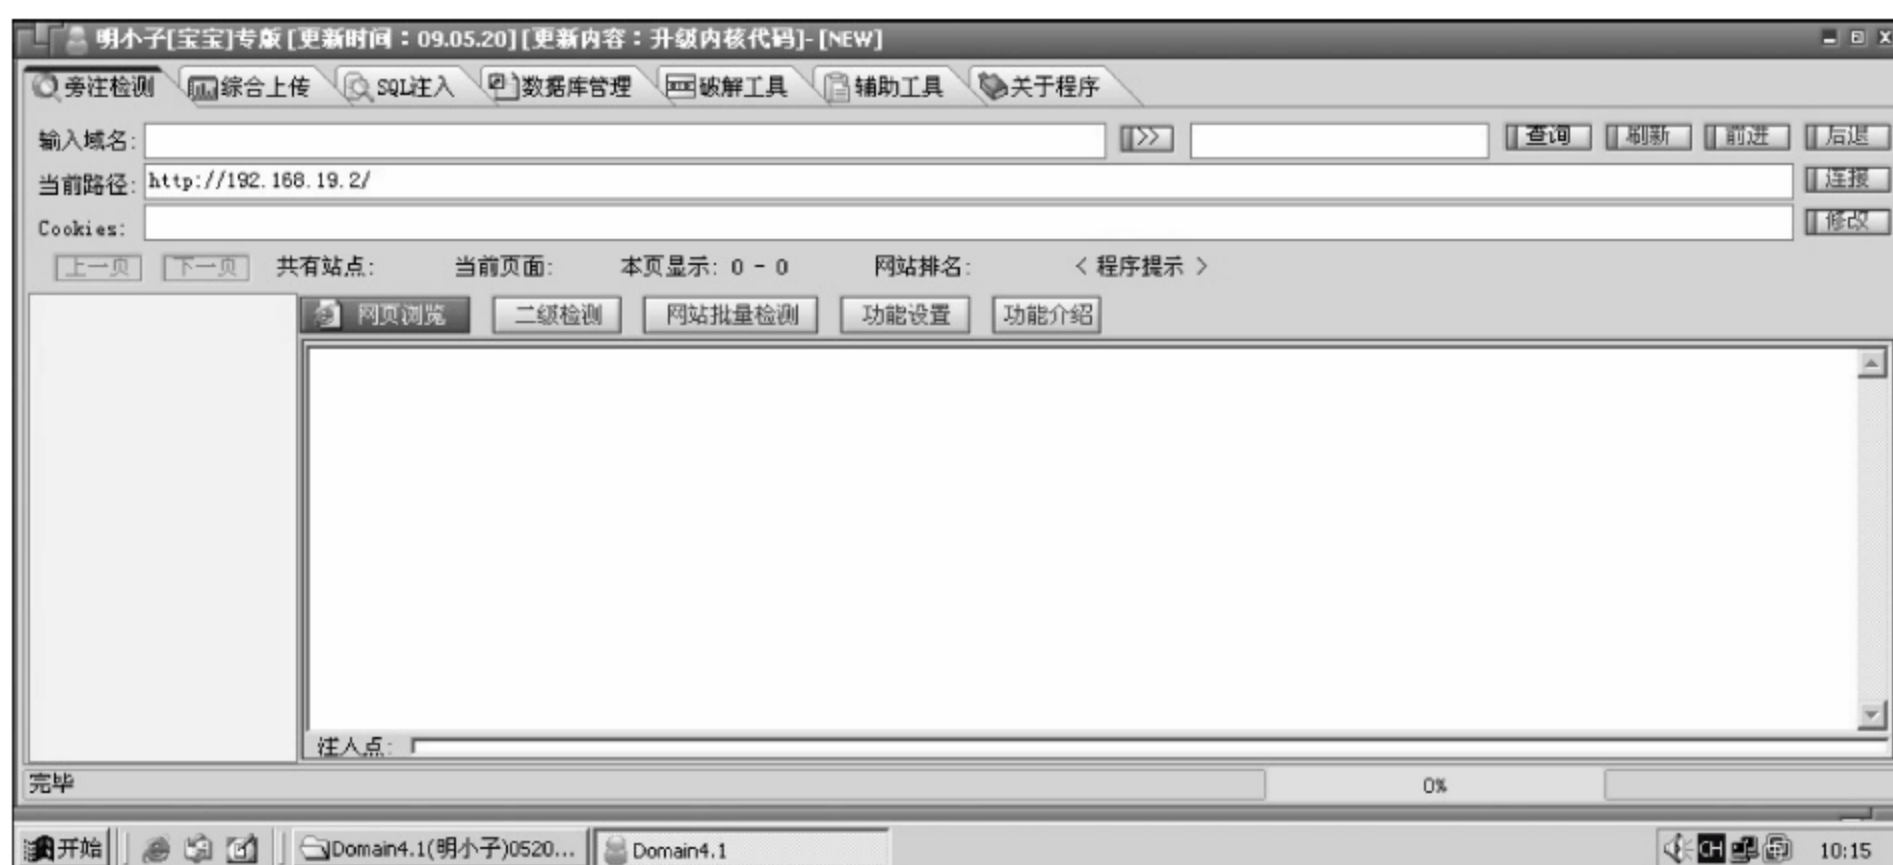 明小子[宝宝]专版[更新时间：09.05.20][更新内容：升级内核代码]-[NEW]
旁注检测 综合上传 SQL注入 数据库管理 破解工具 辅助工具 关于程序
输入域名: >> 查询 刷新 前进 后退
当前路径: http://192.168.19.2/ 连接
Cookies: 修改
上一页 下一页 共有站点: 当前页面: 本页显示: 0 - 0 网站排名: < 程序提示 >
网页浏览 二级检测 网站批量检测 功能设置 功能介绍
注入点:
完毕 0%
开始 Domain4.1(明小子)0520... Domain4.1 CH 10:15